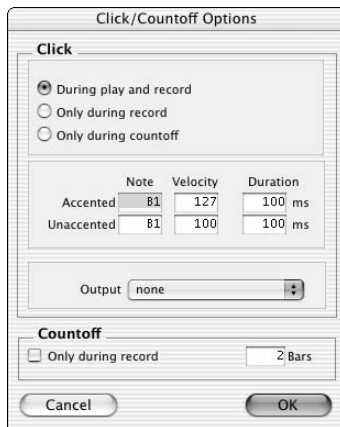 Click/Countoff Options
Click
During play and record
Only during record
Only during countoff
Note Velocity Duration
Accented B1 127 100 ms
Unaccented B1 100 100 ms
Output none
Countoff
Only during record 2 Bars
Cancel OK